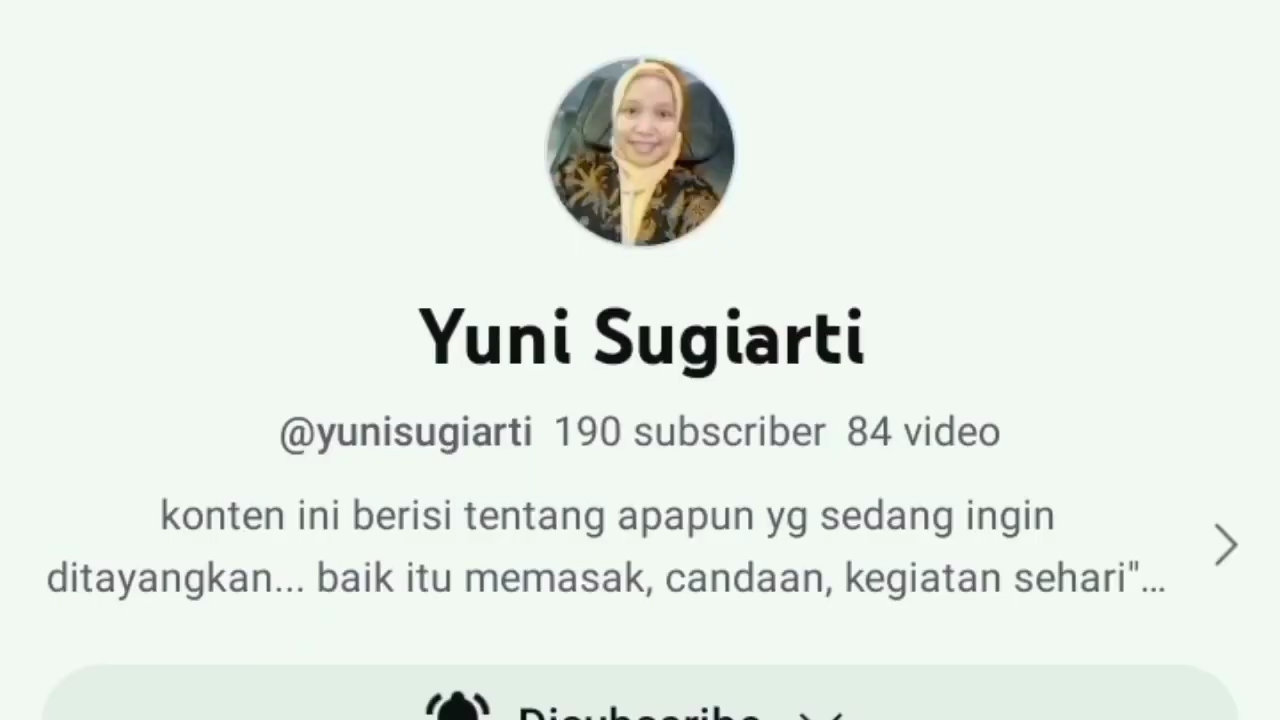 Yuni Sugiarti
@yunisugiarti 190 subscriber 84 video
konten ini berisi tentang apapun yg sedang ingin
ditayangkan... baik itu memasak, candaan, kegiatan sehari"...
Disubscribe